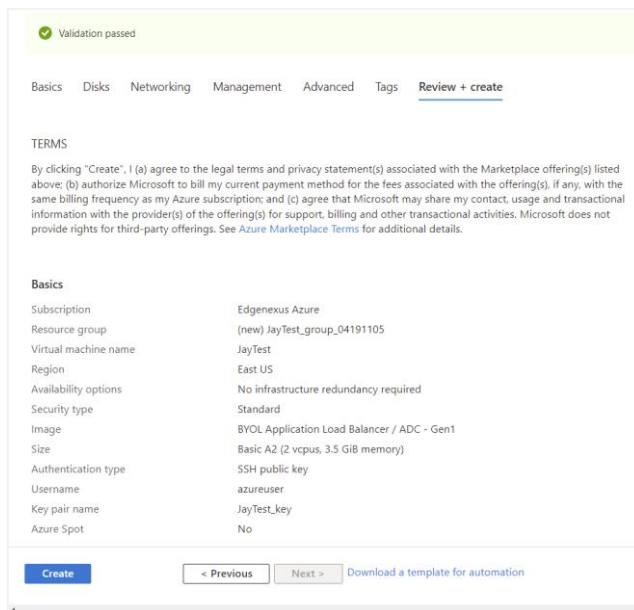 Validation passed
Basics Disks Networking Management Advanced Tags Review + create
TERMS
By clicking "Create", I (a) agree to the legal terms and privacy statement(s) associated with the Marketplace offering(s) listed
above; (b) authorize Microsoft to bill my current payment method for the fees associated with the offering(s), if any, with the
same billing frequency as my Azure subscription; and (c) agree that Microsoft may share my contact, usage and transactional
information with the provider(s) of the offering(s) for support, billing and other transactional activities. Microsoft does not
provide rights for third-party offerings. See Azure Marketplace Terms for additional details.
Basics
Subscription Edgenexus Azure
Resource group (new) JayTest_group_04191105
Virtual machine name JayTest
Region East US
Availability options No infrastructure redundancy required
Security type Standard
Image BYOL Application Load Balancer / ADC - Gen1
Size Basic A2 (2 vcpus, 3.5 GiB memory)
Authentication type SSH public key
Username azureuser
Key pair name JayTest_key
Azure Spot No
Create < Previous Next > Download a template for automation